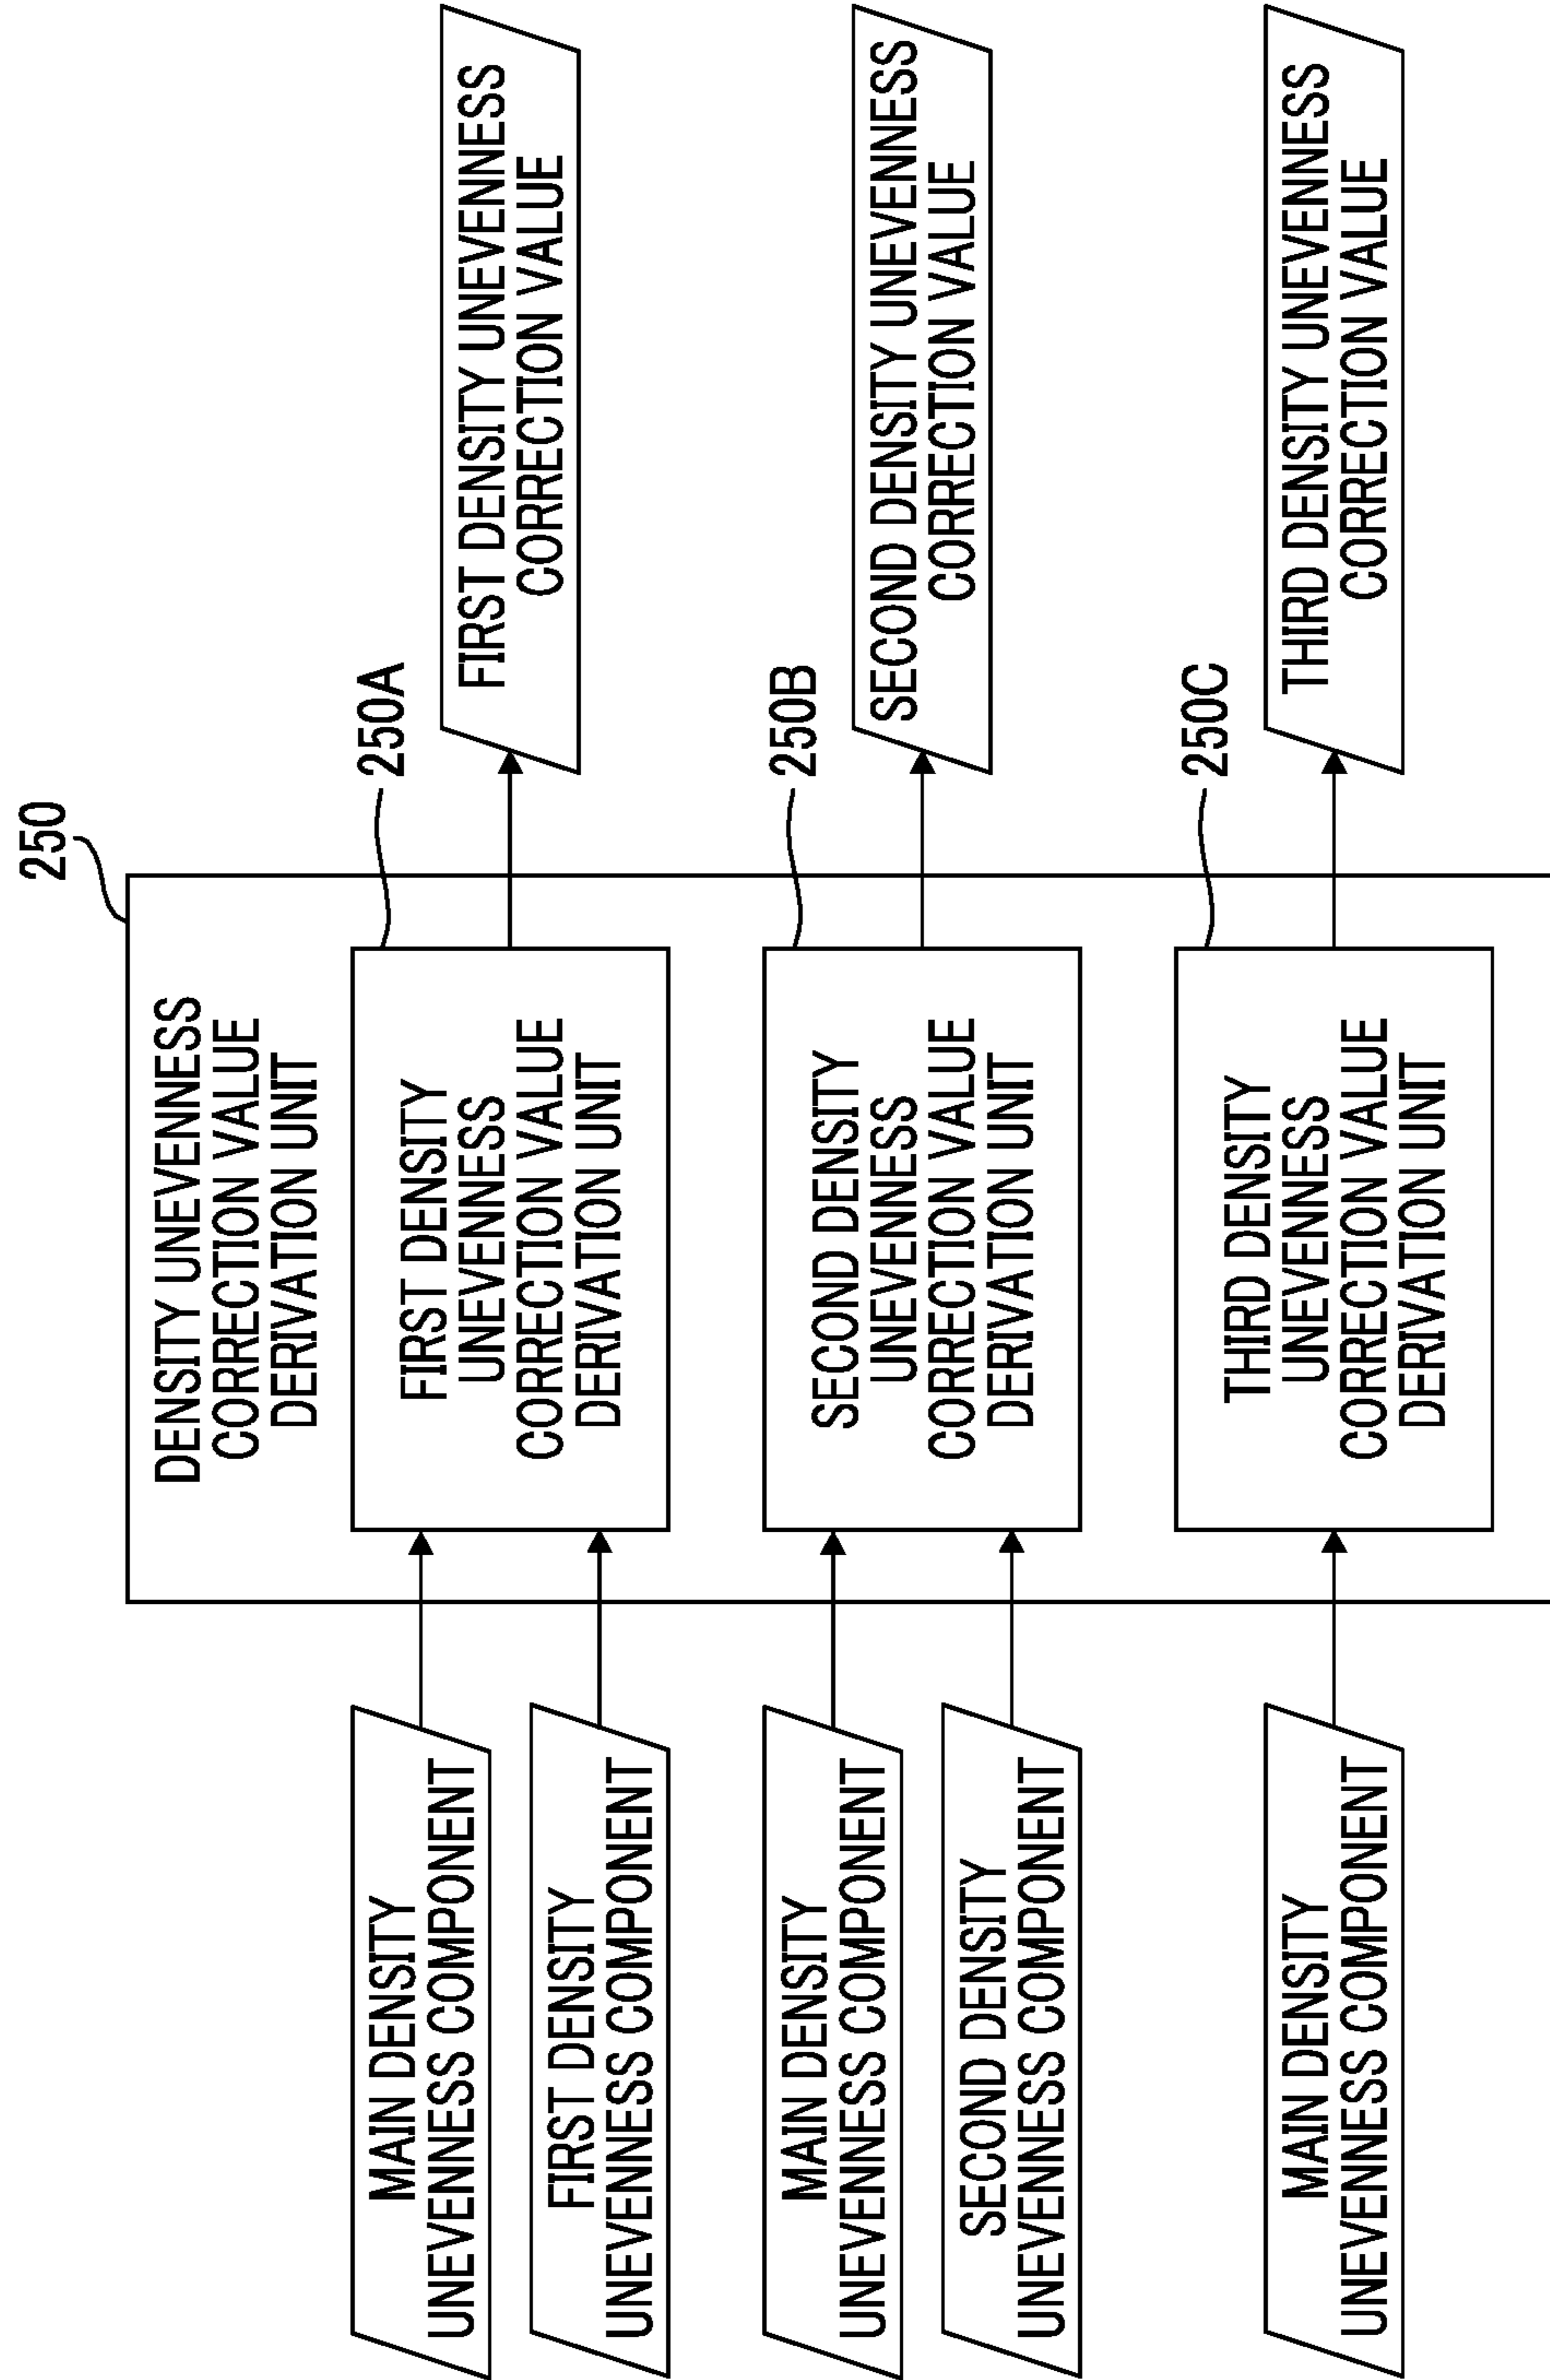 250
DENSITY UNEVENNESS
CORRECTION VALUE
DERIVATION UNIT
MAIN DENSITY
UNEVENNESS COMPONENT
FIRST DENSITY
UNEVENNESS COMPONENT
FIRST DENSITY
UNEVENNESS
CORRECTION VALUE
DERIVATION UNIT
250A
FIRST DENSITY UNEVENNESS
CORRECTION VALUE
MAIN DENSITY
UNEVENNESS COMPONENT
SECOND DENSITY
UNEVENNESS COMPONENT
SECOND DENSITY
UNEVENNESS
CORRECTION VALUE
DERIVATION UNIT
250B
SECOND DENSITY UNEVENNESS
CORRECTION VALUE
MAIN DENSITY
UNEVENNESS COMPONENT
THIRD DENSITY
UNEVENNESS
CORRECTION VALUE
DERIVATION UNIT
250C
THIRD DENSITY UNEVENNESS
CORRECTION VALUE